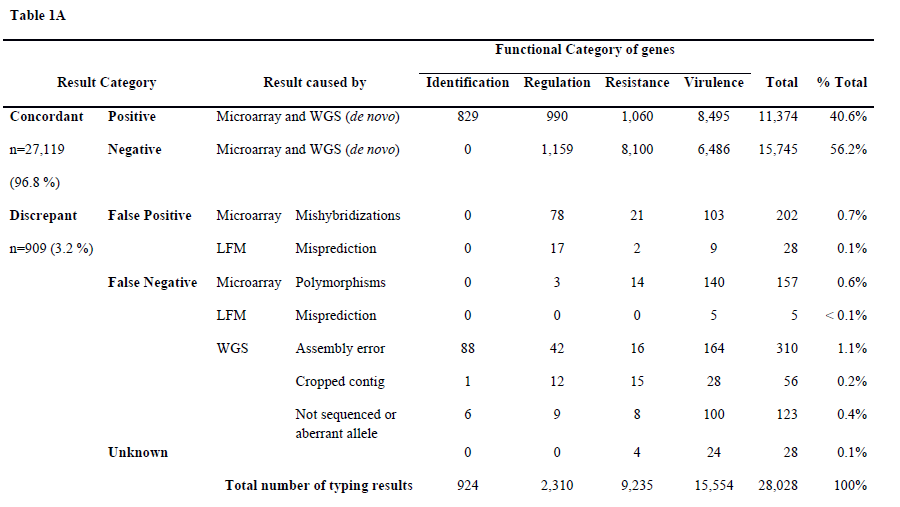 Table 1A
Functional Category of genes
Result Category Result caused by Identification Regulation Resistance Virulence Total % Total
Concordant Positive Microarray and WGS (de novo) 829 990 1,060 8,495 11,374 40.6%
n=27,119 Negative Microarray and WGS (de novo) 0 1,159 8,100 6,486 15,745 56.2%
(96.8 %)
Discrepant False Positive Microarray Mishybridizations 0 78 21 103 202 0.7%
n=909 (3.2 %) LFM Misprediction 0 17 2 9 28 0.1%
False Negative Microarray Polymorphisms 0 3 14 140 157 0.6%
LFM Misprediction 0 0 0 5 5 < 0.1%
WGS Assembly error 88 42 16 164 310 1.1%
Cropped contig 1 12 15 28 56 0.2%
Not sequenced or 6 9 8 100 123 0.4%
aberrant allele
Unknown 0 0 4 24 28 0.1%
Total number of typing results 924 2,310 9,235 15,554 28,028 100%